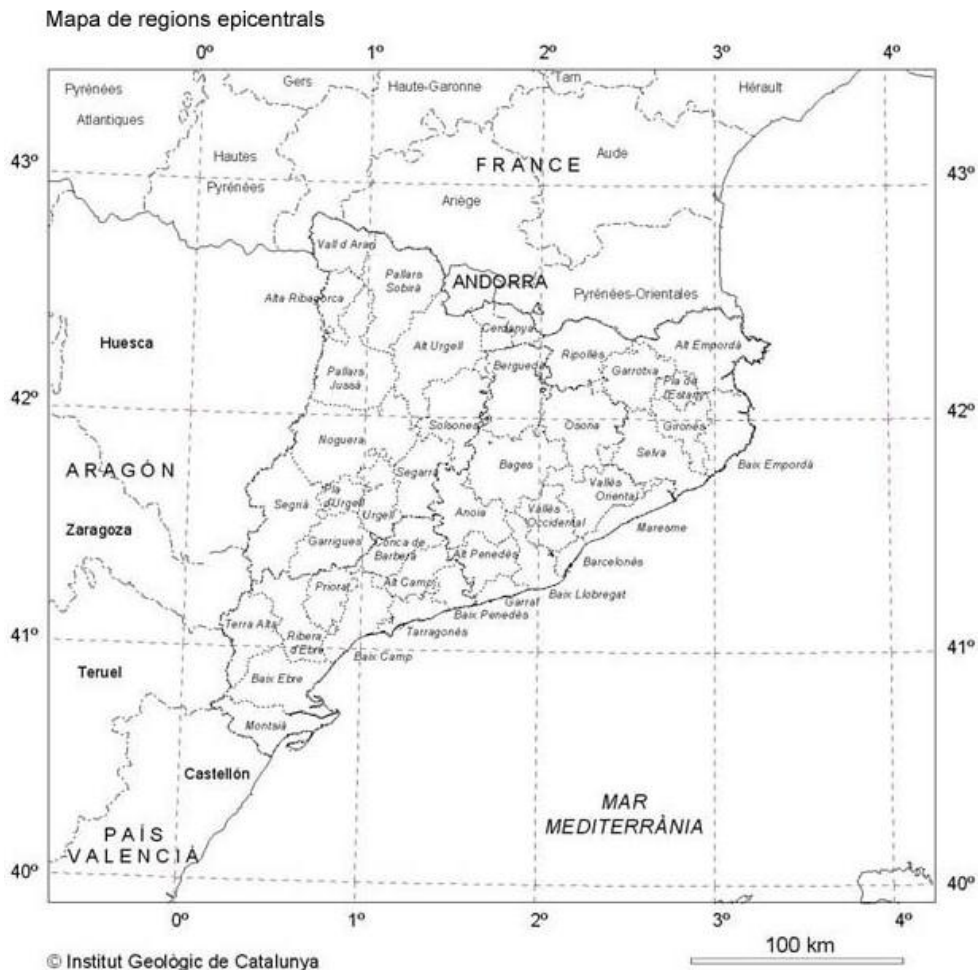 Mapa de regions epicentrals
0º 1º 2º 3º 4º
Pyrénées
Atlantiques
Gers
Haute-Garonne
Tarn
Hérault
43º
Hautes
Pyrénées
FRANCE
Aude
43º
Ariège
Vall d Aran
Pallars
Sobirà
ANDORRA
Pyrénées-Orientales
Alta Ribagorca
Huesca
Cerdanya
Alt Urgell
Alt Empordà
Berguedà
Ripollès
Garrotxa
Pallars
Jussà
Pla de
l'Estany
42º
42º
Solsones
Osona
Gironès
Noguera
ARAGÓN
Segarra
Bages
Selva
Baix Empordà
Segrià
Pla
d'Urgell
Urgell
Anoia
Vallès
Oriental
Vallès
Occidental
Zaragoza
Maresme
Garrigues
Conca de
Barberà
Alt Penedès
Barcelonès
Priorat
Alt Camp
Garraf
Baix Llobregat
Baix Penedès
41º
Terra Alta
Ribera
d'Ebre
Tarragonès
41º
Baix Camp
Teruel
Baix Ebre
Montsià
Castellón
MAR
MEDITERRÀNIA
PAÍS
VALENCIÀ
40º
40º
0º 1º 2º 3º 4º
© Institut Geològic de Catalunya
100 km